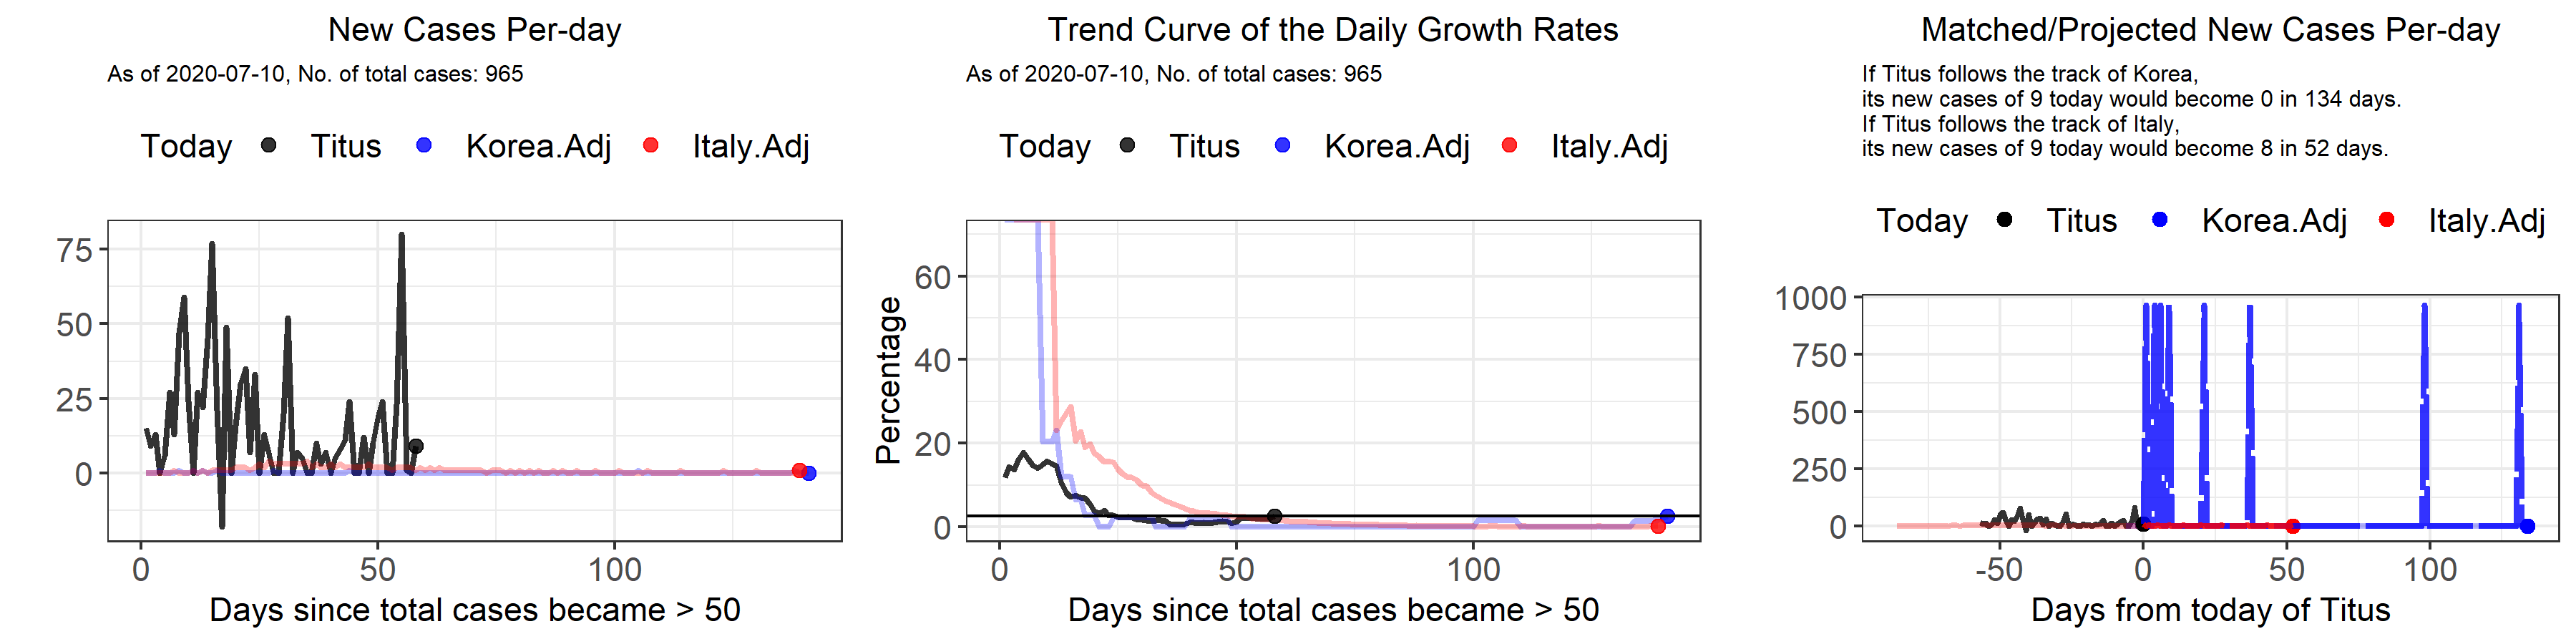 New Cases Per-day
As of 2020-07-10, No. of total cases: 965
Today Titus Korea.Adj Italy.Adj
75
50
25
0
0 50 100
Days since total cases became > 50
Trend Curve of the Daily Growth Rates
As of 2020-07-10, No. of total cases: 965
Today Titus Korea.Adj Italy.Adj
Percentage
60
40
20
0
0 50 100
Days since total cases became > 50
Matched/Projected New Cases Per-day
If Titus follows the track of Korea,
its new cases of 9 today would become 0 in 134 days.
If Titus follows the track of Italy,
its new cases of 9 today would become 8 in 52 days.
Today Titus Korea.Adj Italy.Adj
1000
750
500
250
0
-50 0 50 100
Days from today of Titus